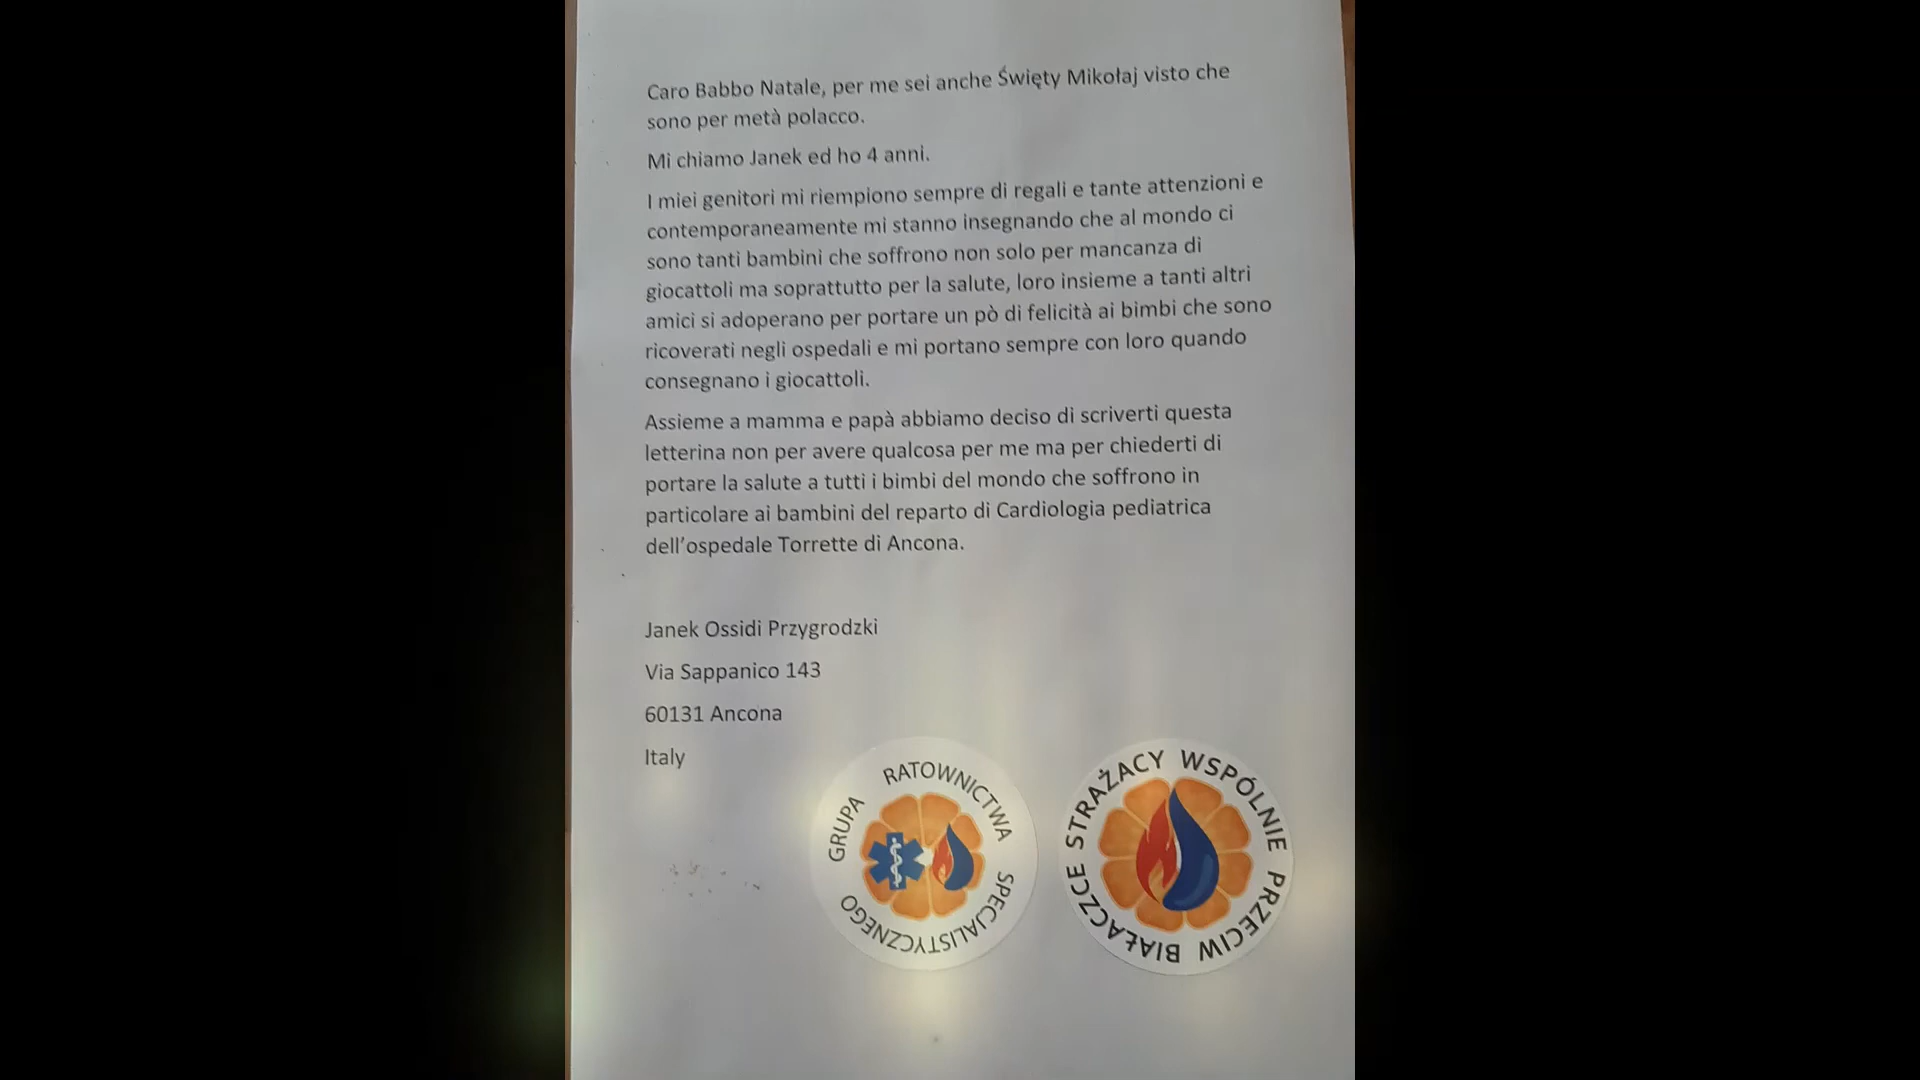 Caro Babbo Natale, per me sei anche Święty Mikołaj visto che
sono per metà polacco.
Mi chiamo Janek ed ho 4 anni.
I miei genitori mi riempiono sempre di regali e tante attenzioni e
contemporaneamente mi stanno insegnando che al mondo ci
sono tanti bambini che soffrono non solo per mancanza di
giocattoli ma soprattutto per la salute, loro insieme a tanti altri
amici si adoperano per portare un pò di felicità ai bimbi che sono
ricoverati negli ospedali e mi portano sempre con loro quando
consegnano i giocattoli.
Assieme a mamma e papà abbiamo deciso di scriverti questa
letterina non per avere qualcosa per me ma per chiederti di
portare la salute a tutti i bimbi del mondo che soffrono in
particolare ai bambini del reparto di Cardiologia pediatrica
dell'ospedale Torrette di Ancona.
Janek Ossidi Przygrodzki
Via Sappanico 143
60131 Ancona
Italy
GRUPA RATOWNICTWA SPECJALISTYCZNEGO
STRAŻACY WSPÓLNIE PRZECIW BIAŁACZCE